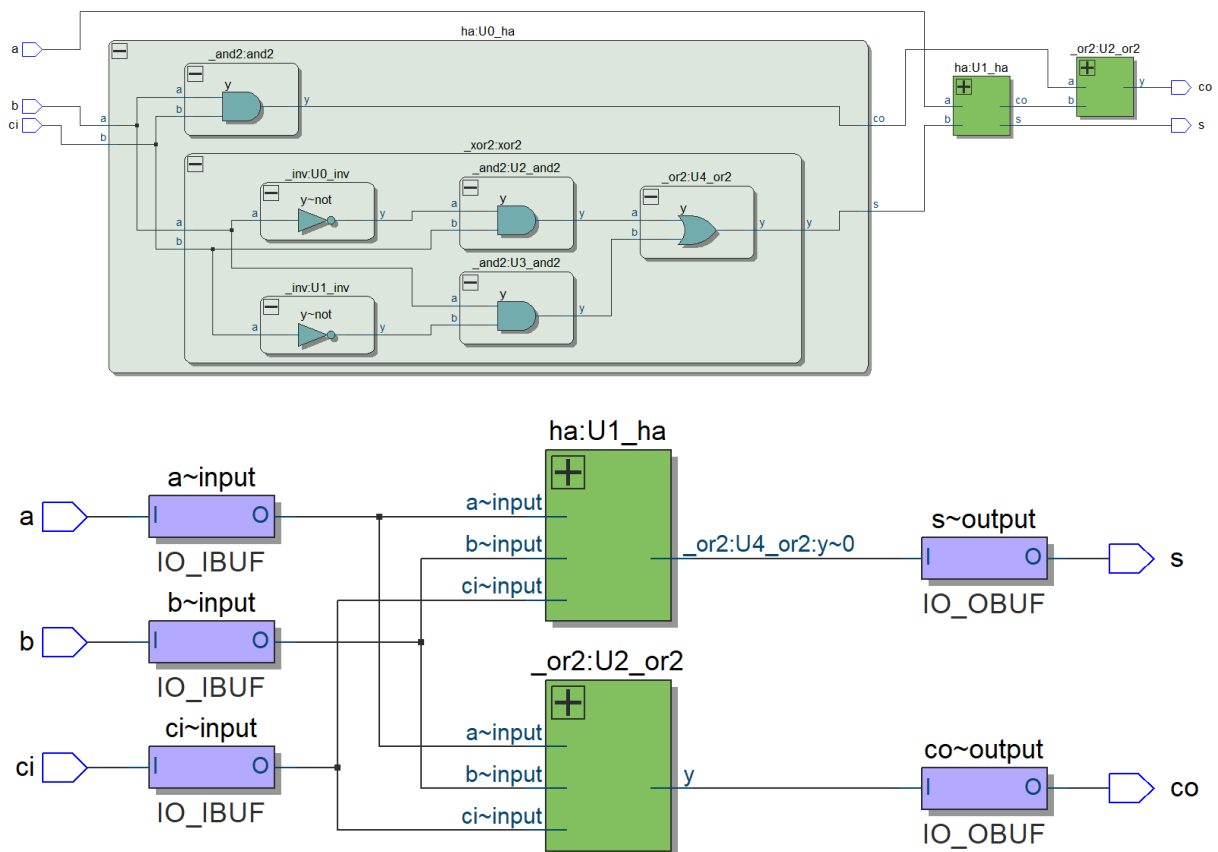 ha:U0_ha
a
_and2:and2
_or2:U2_or2
ha:U1_ha
y
a
y
a
y
co
b
b
a
co
b
a
co
ci
b
b
s
s
_xor2:xor2
_inv:U0_inv
_and2:U2_and2
_or2:U4_or2
y~not
y
y
a
a
y
a
y
a
y
y
y
s
b
b
b
_inv:U1_inv
_and2:U3_and2
y~not
y
a
y
a
y
b
ha:U1_ha
a~input
a
I
O
a~input
s~output
IO_IBUF
b~input
_or2:U4_or2:y~0
I
O
s
b~input
ci~input
IO_OBUF
b
I
O
IO_IBUF
_or2:U2_or2
ci~input
a~input
co~output
ci
I
O
b~input
y
I
O
co
IO_IBUF
ci~input
IO_OBUF